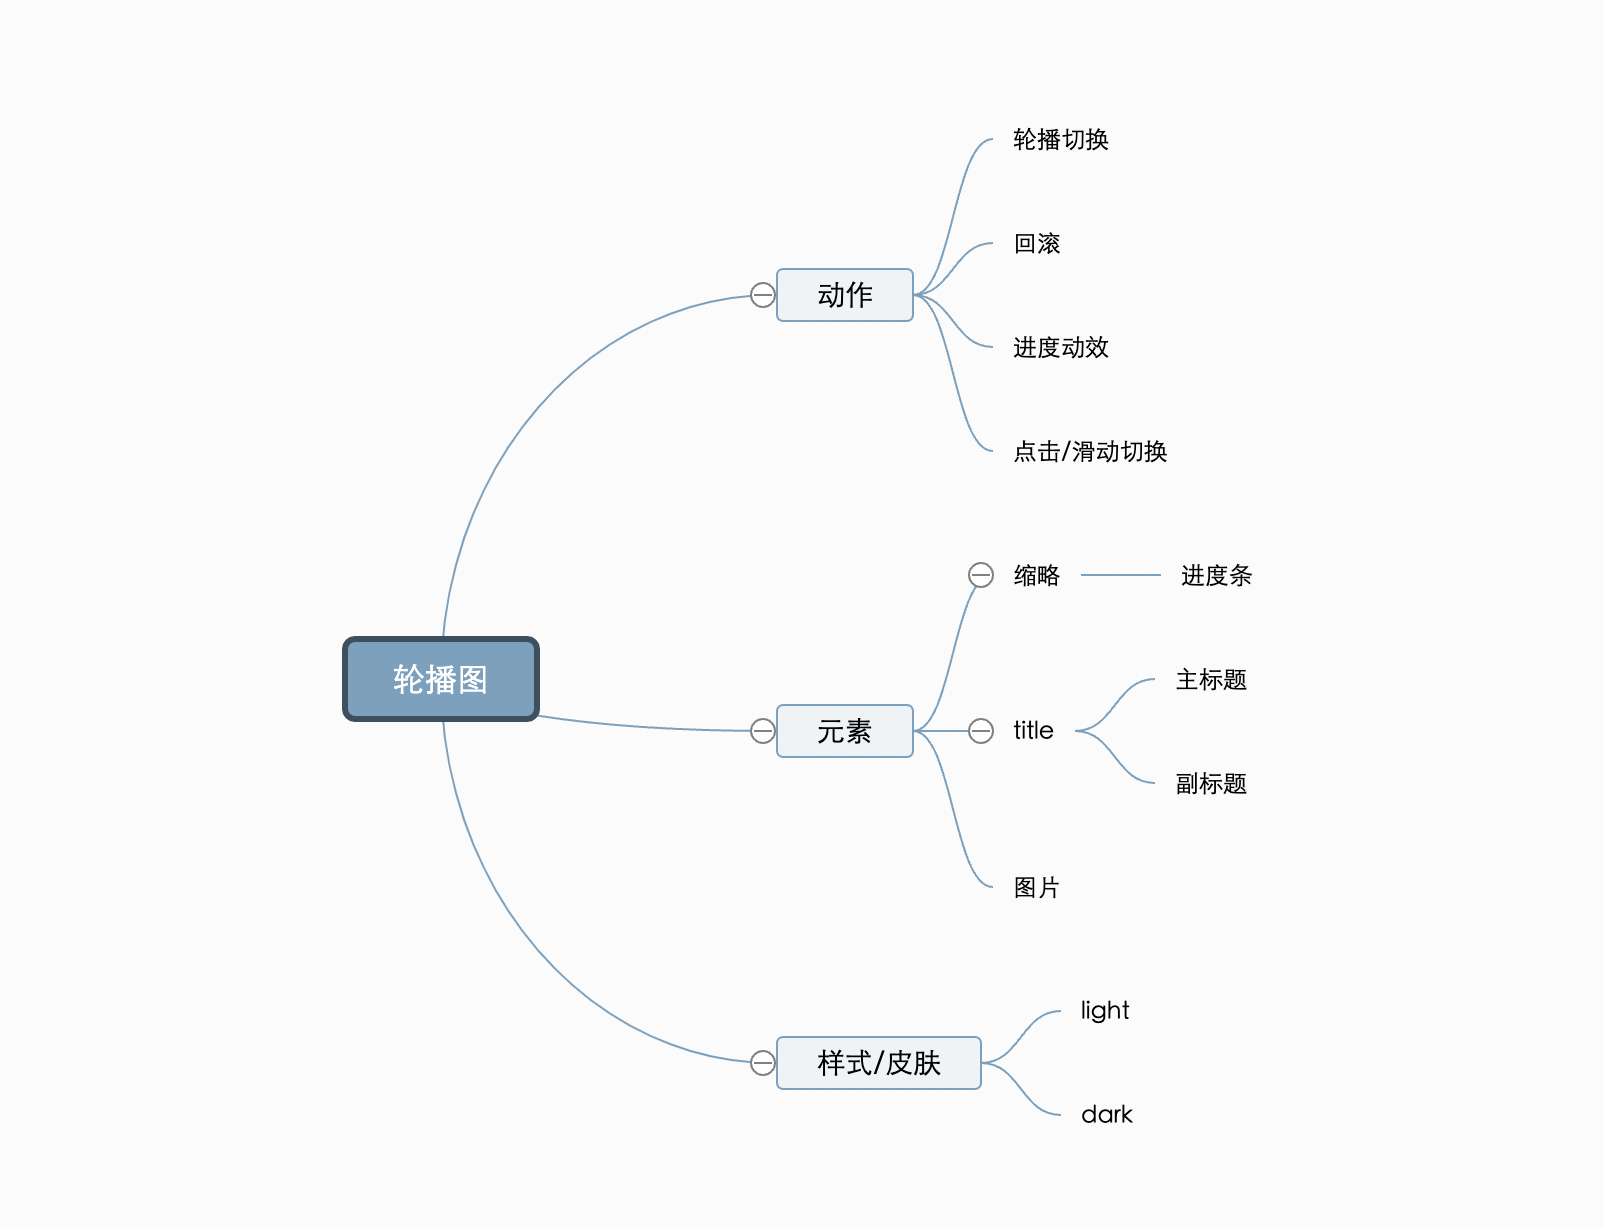 轮播图
动作
轮播切换
回滚
进度动效
点击/滑动切换
元素
缩略
进度条
title
主标题
副标题
图片
样式/皮肤
light
dark